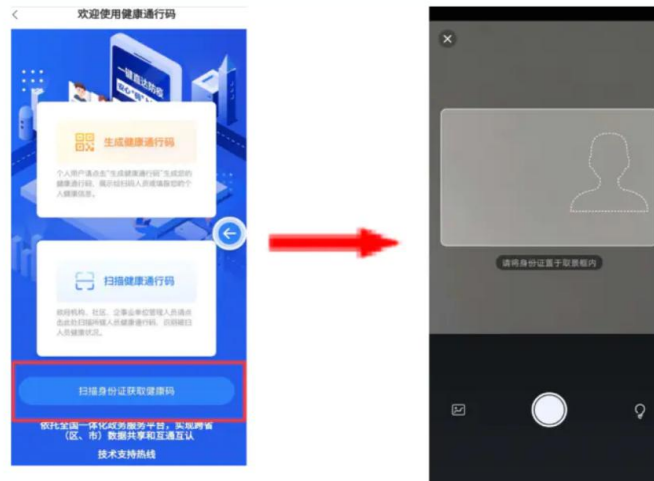 欢迎使用健康通行码
一键直达防疫
生成健康通行码
个人用户请点击“生成健康通行码”生成您的
健康通行码，展示给扫码人员或填报您的个
人健康信息。
扫描健康通行码
人员健康状况。
扫描身份证获取健康码
依托全国一体化政务服务平台，实现跨省
（区、市）数据共享和互通互认
技术支持热线
请将身份证置于取景框内